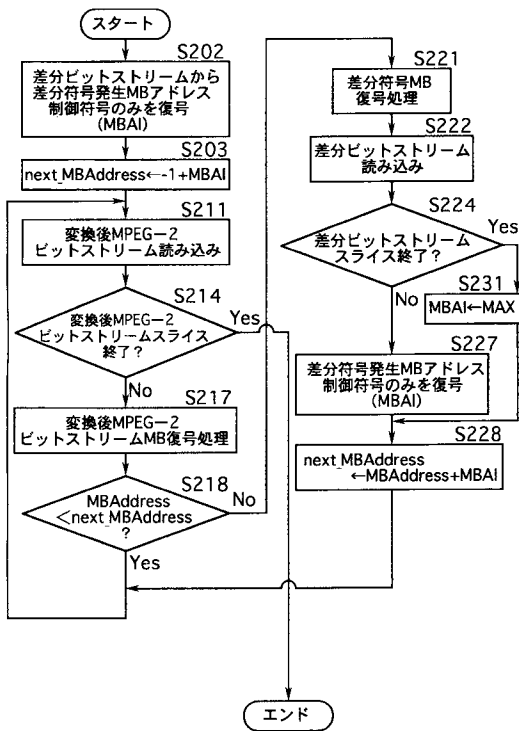 スタート
S202
差分ビットストリームから
差分符号発生MBアドレス
制御符号のみを復号
(MBAI)
S203
next_MBAddress←-1+MBAI
S211
変換後MPEG-2
ビットストリーム読み込み
S214
変換後MPEG-2
ビットストリームスライス
終了?
Yes
No
S217
変換後MPEG-2
ビットストリームMB復号処理
S218
MBAddress
<next_MBAddress
?
No
Yes
S221
差分符号MB
復号処理
S222
差分ビットストリーム
読み込み
S224
差分ビットストリーム
スライス終了?
Yes
No
S231
MBAI←MAX
S227
差分符号発生MBアドレス
制御符号のみを復号
(MBAI)
S228
next_MBAddress
←MBAddress+MBAI
エンド